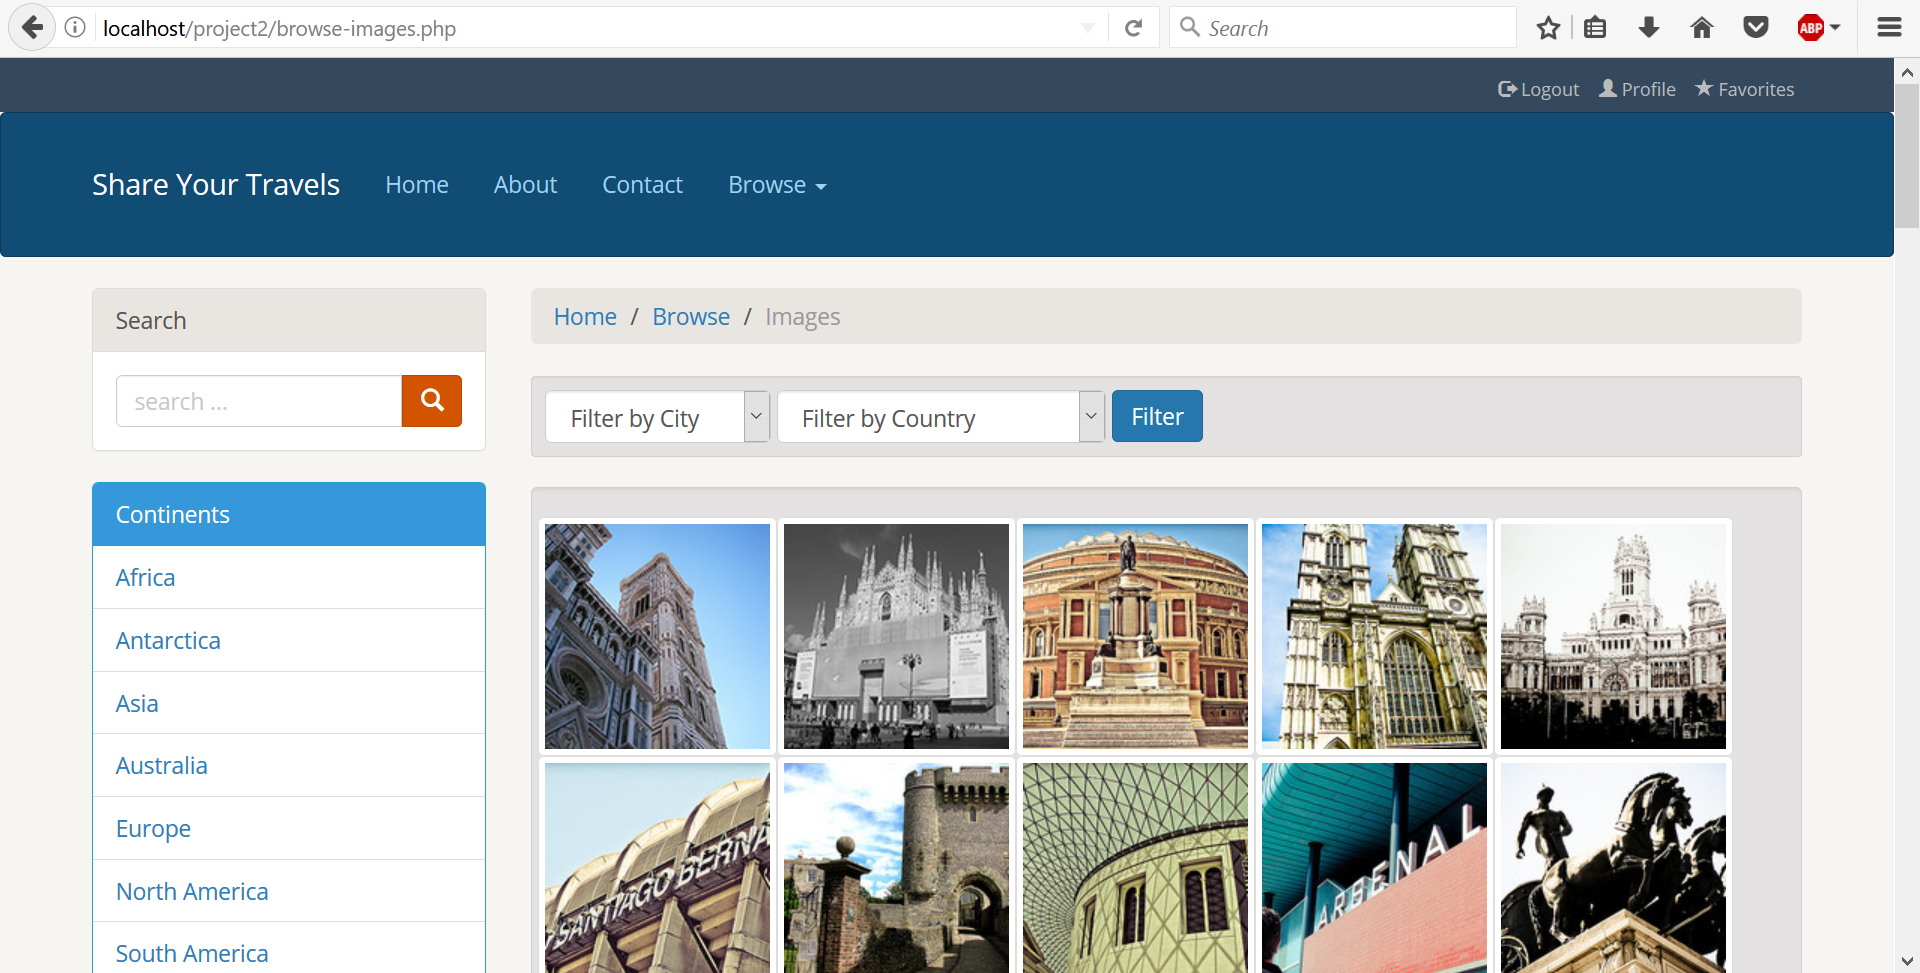 localhost/project2/browse-images.php
Search
ABP
Logout Profile Favorites
Share Your Travels Home About Contact Browse
Search
search ...
Continents
Africa
Antarctica
Asia
Australia
Europe
North America
South America
Home / Browse / Images
Filter by City Filter by Country Filter
SANTIAGO BERNA
ARSENAL